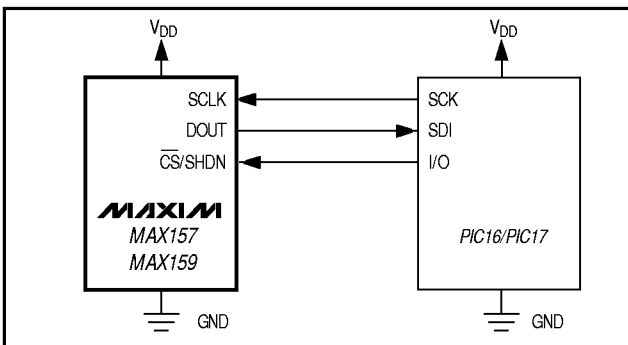 VDD VDD
SCLK SCK
DOUT SDI
CS/SHDN I/O
MAXIM
MAX157 PIC16/PIC17
MAX159
GND GND